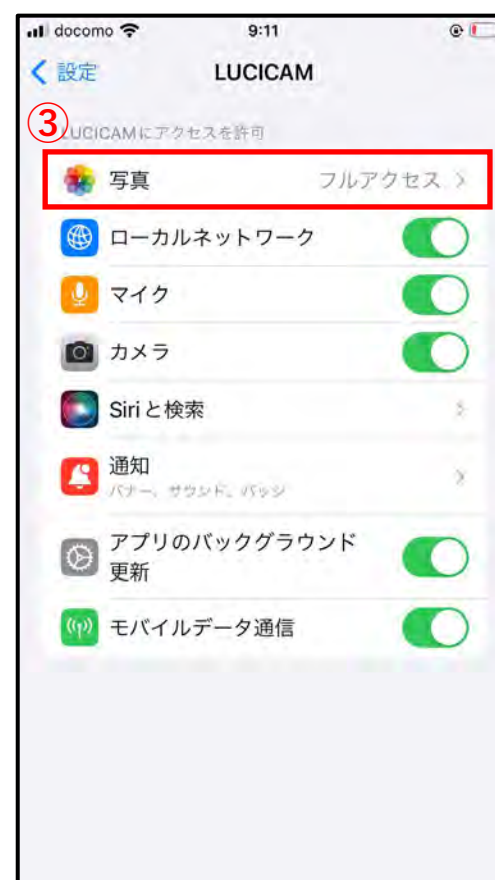 docomo 9:11
設定 LUCICAM
③
LUCICAMにアクセスを許可
写真 フルアクセス
ローカルネットワーク
マイク
カメラ
Siriと検索
通知
バナー、サウンド、バッジ
アプリのバックグラウンド
更新
モバイルデータ通信